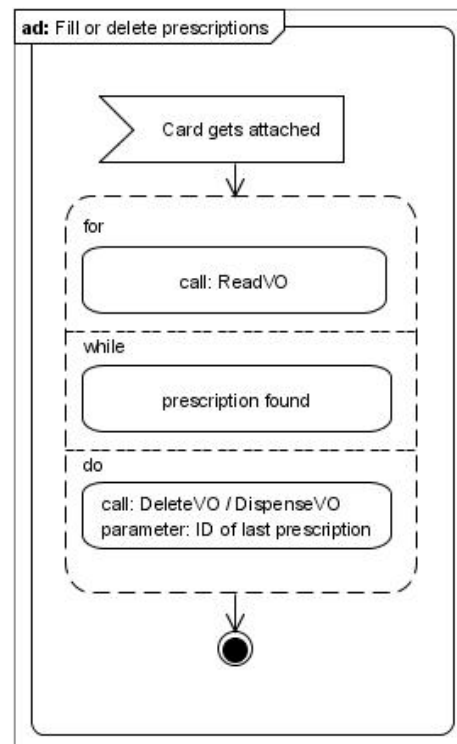 ad: Fill or delete prescriptions
Card gets attached
for
call: ReadVO
while
prescription found
do
call: DeleteVO / DispenseVO
parameter: ID of last prescription